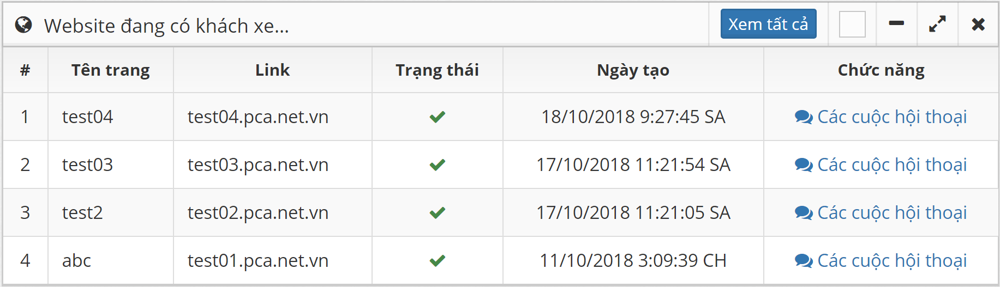 Website đang có khách xe...
Xem tất cả
# Tên trang Link Trạng thái Ngày tạo Chức năng
1 test04 test04.pca.net.vn 18/10/2018 9:27:45 SA Các cuộc hội thoại
2 test03 test03.pca.net.vn 17/10/2018 11:21:54 SA Các cuộc hội thoại
3 test2 test02.pca.net.vn 17/10/2018 11:21:05 SA Các cuộc hội thoại
4 abc test01.pca.net.vn 11/10/2018 3:09:39 CH Các cuộc hội thoại